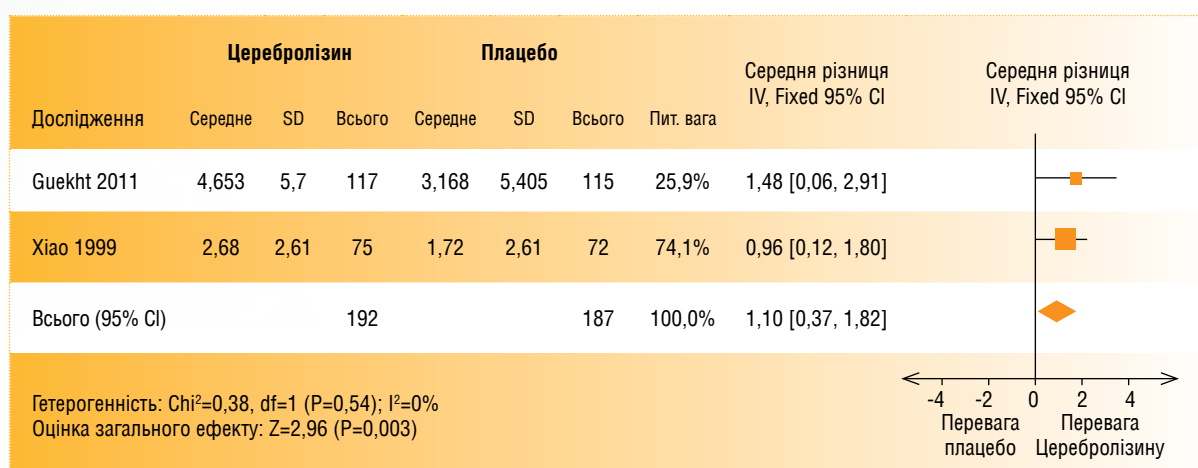 Церебролізин Плацебо Середня різниця IV, Fixed 95% CI Середня різниця IV, Fixed 95% CI
Дослідження Середне SD Всього Середне SD Всього Пит. вага
Guekht 2011 4,653 5,7 117 3,168 5,405 115 25,9% 1,48 [0,06, 2,91]
Xiao 1999 2,68 2,61 75 1,72 2,61 72 74,1% 0,96 [0,12, 1,80]
Всього (95% CI) 192 187 100,0% 1,10 [0,37, 1,82]
Гетерогенність: Chi²=0,38, df=1 (P=0,54); I²=0%
Оцінка загального ефекту: Z=2,96 (P=0,003)
-4 -2 0 2 4
Перевага плацебо Перевага Церебролізину